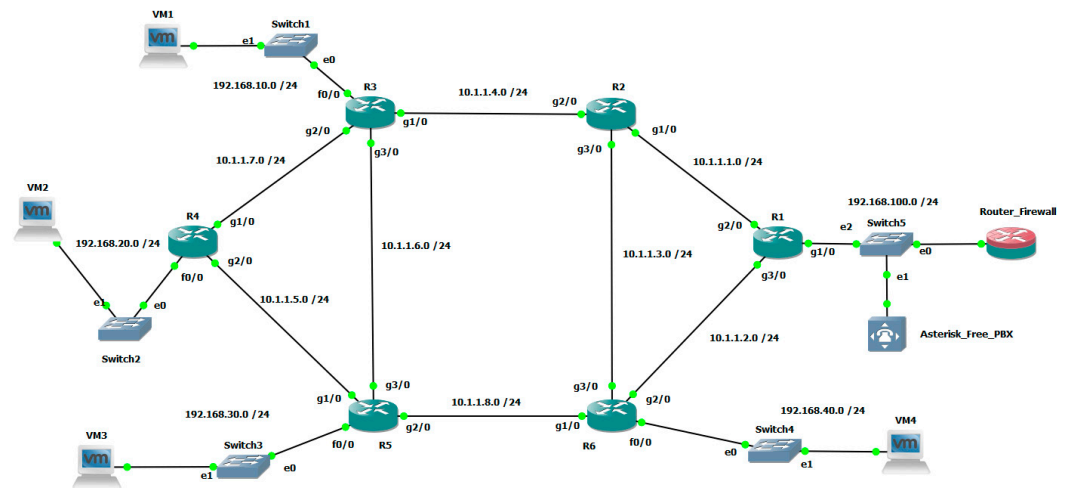 VM1
Switch1
e1
e0
192.168.10.0 /24
f0/0
R3
g1/0
g2/0
g3/0
10.1.1.4.0 /24
R2
g2/0
g1/0
g3/0
10.1.1.7.0 /24
10.1.1.1.0 /24
VM2
vm
192.168.20.0 /24
R4
g1/0
g2/0
f0/0
e1
e0
Switch2
10.1.1.6.0 /24
10.1.1.5.0 /24
10.1.1.3.0 /24
R1
g2/0
g1/0
g3/0
192.168.100.0 /24
Switch5
e2
e0
e1
Router_Firewall
Asterisk_Free_PBX
10.1.1.2.0 /24
g3/0
g1/0
g2/0
f0/0
R5
192.168.30.0 /24
VM3
vm
Switch3
e1
e0
10.1.1.8.0 /24
g3/0
g2/0
g1/0
f0/0
R6
192.168.40.0 /24
Switch4
e0
e1
VM4
vm
vm